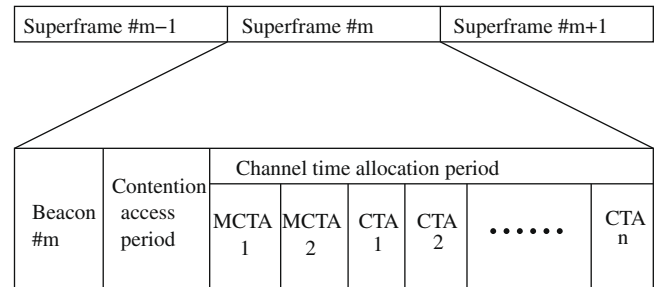 Superframe #m−1 Superframe #m Superframe #m+1
Channel time allocation period
Beacon
#m
Contention
access
period
MCTA
1
MCTA
2
CTA
1
CTA
2
......
CTA
n